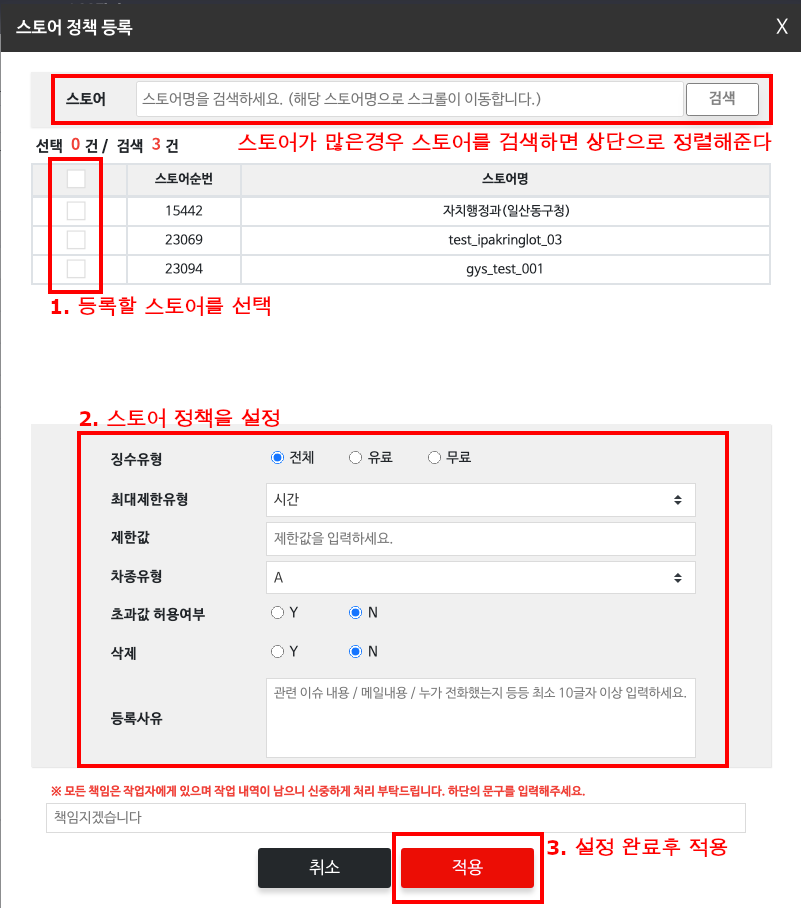 스토어 정책 등록 X
스토어 스토어명을 검색하세요. (해당 스토어명으로 스크롤이 이동합니다.) 검색
선택 0 건 / 검색 3 건 스토어가 많은경우 스토어를 검색하면 상단으로 정렬해준다
스토어순번 스토어명
15442 자치행정과(일산동구청)
23069 test_ipakringlot_03
23094 gys_test_001
1. 등록할 스토어를 선택
2. 스토어 정책을 설정
징수유형 전체 유료 무료
최대제한유형 시간
제한값 제한값을 입력하세요.
차종유형 A
초과값 허용여부 Y N
삭제 Y N
등록사유 관련 이슈 내용 / 메일내용 / 누가 전화했는지 등등 최소 10글자 이상 입력하세요.
※ 모든 책임은 작업자에게 있으며 작업 내역이 남으니 신중하게 처리 부탁드립니다. 하단의 문구를 입력해주세요.
책임지겠습니다
취소 적용 3. 설정 완료후 적용